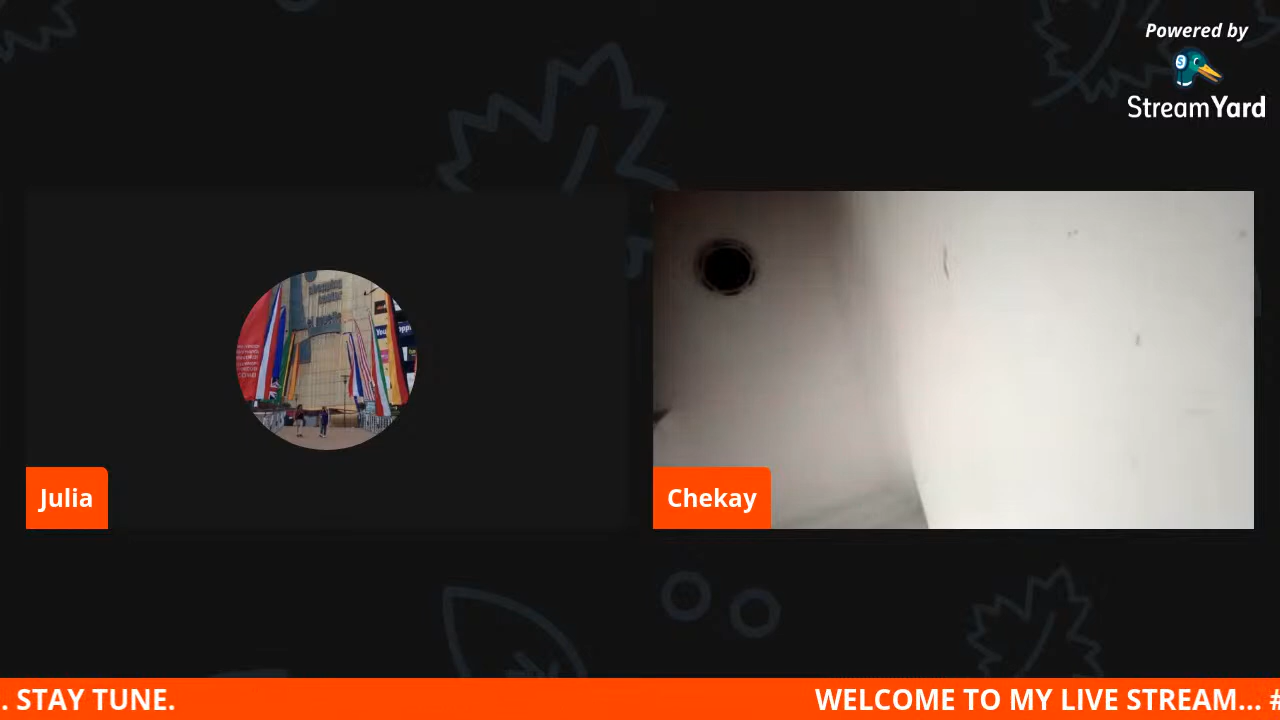 Powered by
StreamYard
Julia
Chekay
. STAY TUNE.
WELCOME TO MY LIVE STREAM... #